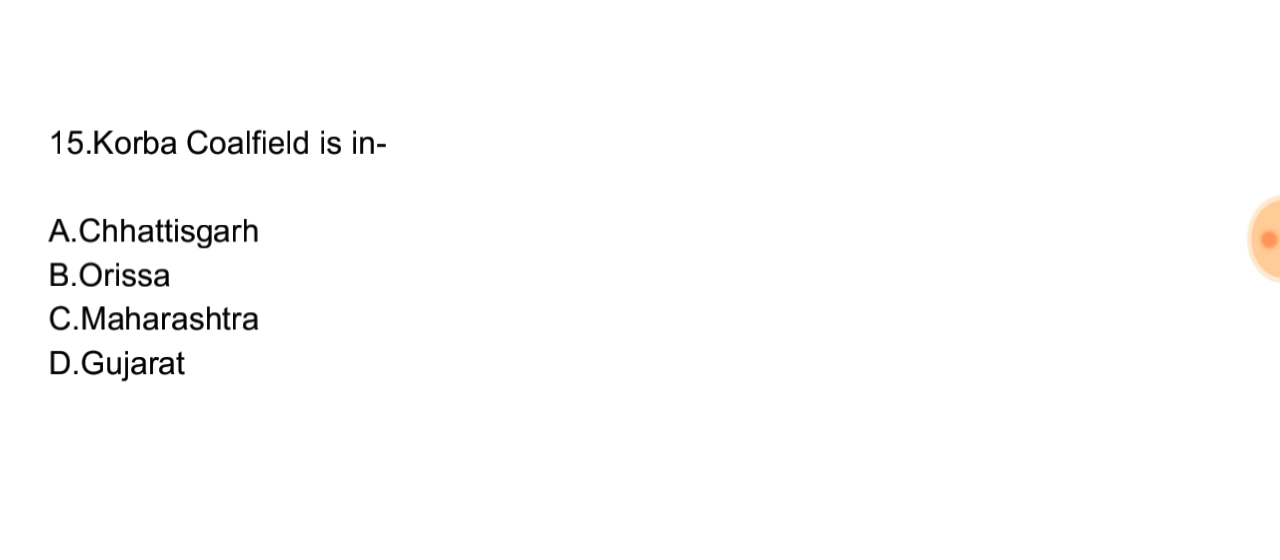 15.Korba Coalfield is in-
A.Chhattisgarh
B.Orissa
C.Maharashtra
D.Gujarat